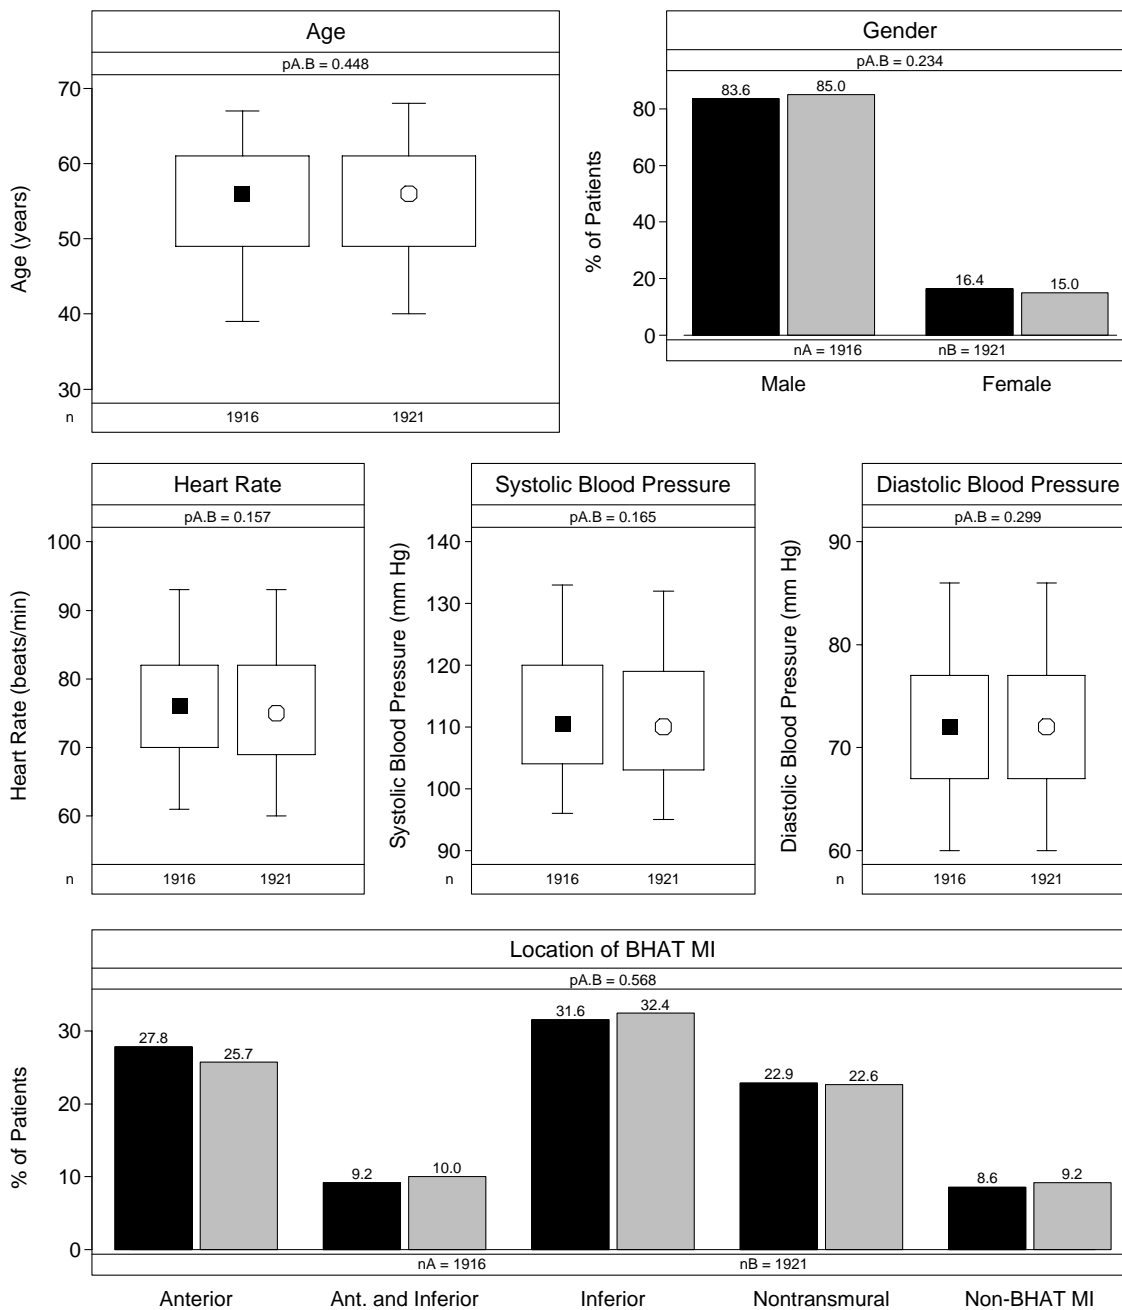 Age
pA.B = 0.448
Age (years)
70
60
50
40
30
n 1916 1921
Gender
pA.B = 0.234
% of Patients
80
60
40
20
0
83.6 85.0
16.4 15.0
nA = 1916 nB = 1921
Male Female
Heart Rate
pA.B = 0.157
Heart Rate (beats/min)
100
90
80
70
60
n 1916 1921
Systolic Blood Pressure
pA.B = 0.165
Systolic Blood Pressure (mm Hg)
140
130
120
110
100
90
n 1916 1921
Diastolic Blood Pressure
pA.B = 0.299
Diastolic Blood Pressure (mm Hg)
90
80
70
60
n 1916 1921
Location of BHAT MI
pA.B = 0.568
% of Patients
30
20
10
0
27.8 25.7
9.2 10.0
31.6 32.4
22.9 22.6
8.6 9.2
nA = 1916 nB = 1921
Anterior Ant. and Inferior Inferior Nontransmural Non-BHAT MI